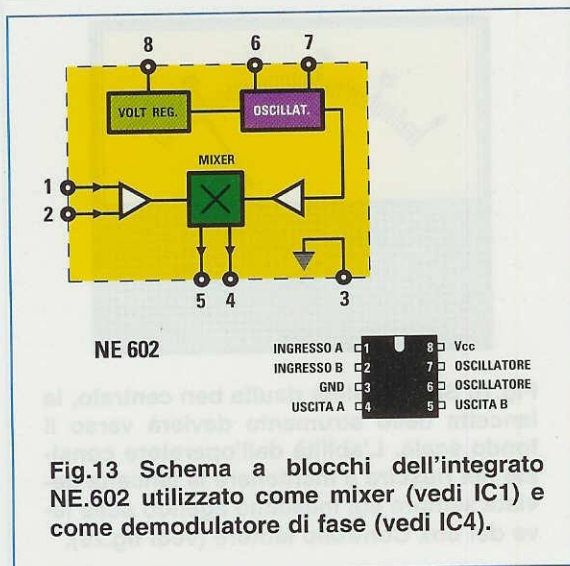 8 6 7
VOLT REG. OSCILLAT.
MIXER
1
2
5 4 3
NE 602
INGRESSO A 1 8 Vcc
INGRESSO B 2 7 OSCILLATORE
GND 3 6 OSCILLATORE
USCITA A 4 5 USCITA B
Fig.13 Schema a blocchi dell'integrato
NE.602 utilizzato come mixer (vedi IC1) e
come demodulatore di fase (vedi IC4).